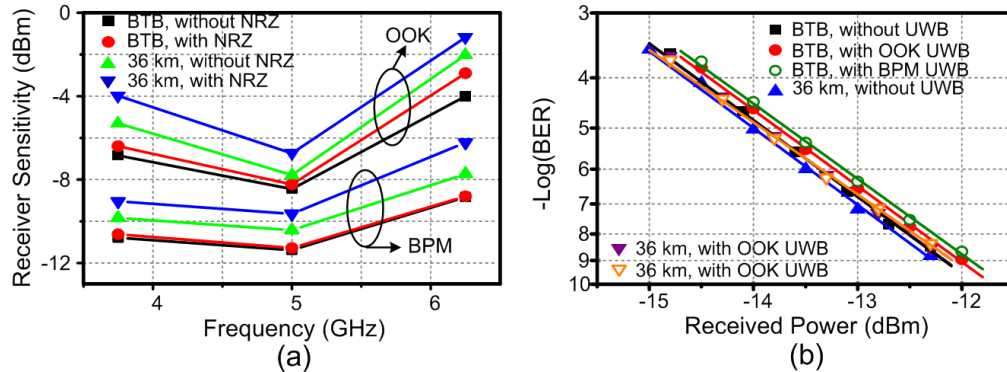 Receiver Sensitivity (dBm)
-0
-4
-8
-12
BTB, without NRZ
BTB, with NRZ
36 km, without NRZ
36 km, with NRZ
OOK
BPM
4
5
6
Frequency (GHz)
(a)
-Log(BER)
3
4
5
6
7
8
9
10
BTB, without UWB
BTB, with OOK UWB
BTB, with BPM UWB
36 km, without UWB
36 km, with OOK UWB
36 km, with OOK UWB
-15
-14
-13
-12
Received Power (dBm)
(b)